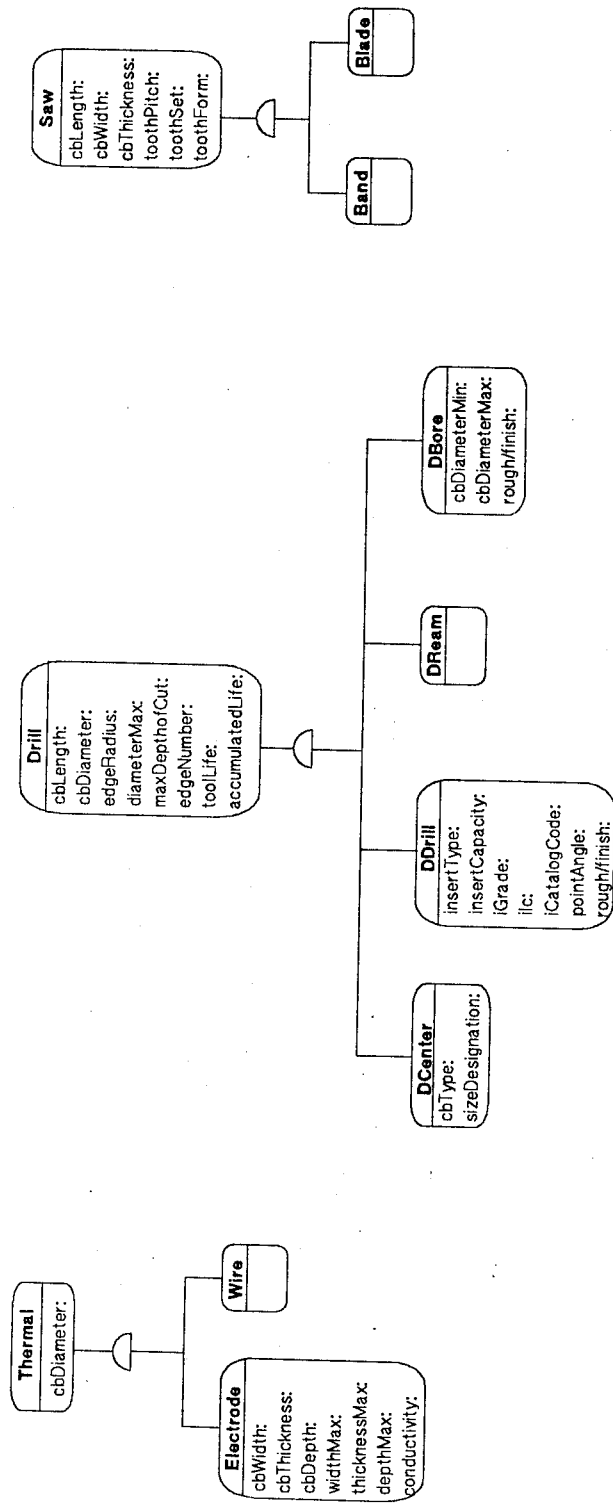 Thermal
cbDiameter:
Electrode
cbWidth:
cbThickness:
cbDepth:
widthMax:
thicknessMax:
depthMax:
conductivity:
Wire
Drill
cbLength:
cbDiameter:
edgeRadius:
diameterMax:
maxDepthofCut:
edgeNumber:
toolLife:
accumulatedLife:
DCenter
cbType:
sizeDesignation:
DDrill
insertType:
insertCapacity:
iGrade:
ilc:
iCatalogCode:
pointAngle:
rough/finish:
DReam
DBore
cbDiameterMin:
cbDiameterMax:
rough/finish:
Saw
cbLength:
cbWidth:
cbThickness:
toothPitch:
toothSet:
toothForm:
Band
Blade